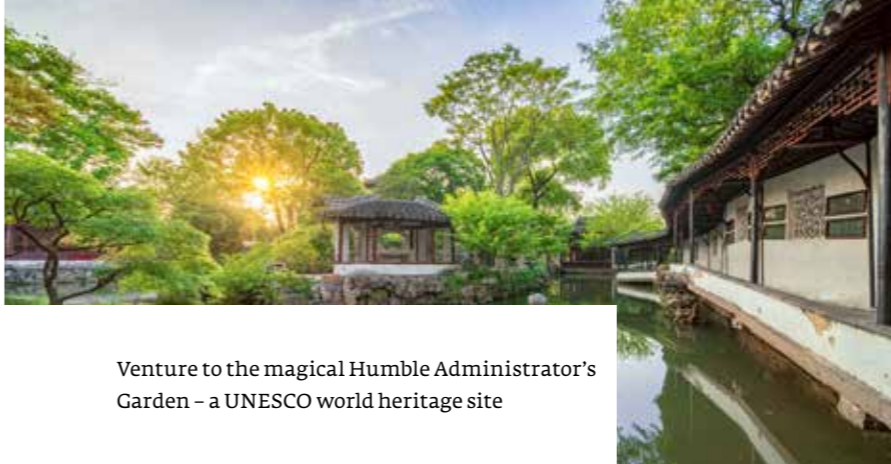 Venture to the magical Humble Administrator’s
Garden – a UNESCO world heritage site